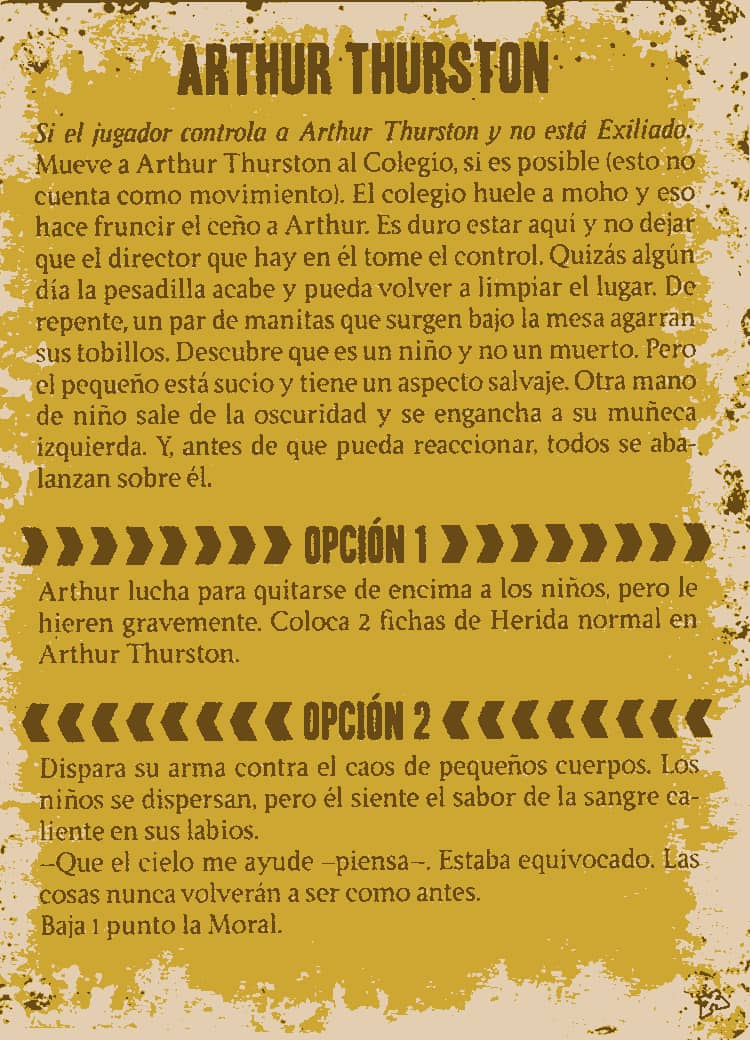 ARTHUR THURSTON
Si el jugador controla a Arthur Thurston y no está Exiliado:
Mueve a Arthur Thurston al Colegio, si es posible (esto no
cuenta como movimiento). El colegio huele a moho y eso
hace fruncir el ceño a Arthur. Es duro estar aquí y no dejar
que el director que hay en él tome el control. Quizás algún
día la pesadilla acabe y pueda volver a limpiar el lugar. De
repente, un par de manitas que surgen bajo la mesa agarran
sus tobillos. Descubre que es un niño y no un muerto. Pero
el pequeño está sucio y tiene un aspecto salvaje. Otra mano
de niño sale de la oscuridad y se engancha a su muñeca
izquierda. Y, antes de que pueda reaccionar, todos se aba-
lanzan sobre él.
OPCIÓN 1
Arthur lucha para quitarse de encima a los niños, pero le
hieren gravemente. Coloca 2 fichas de Herida normal en
Arthur Thurston.
OPCIÓN 2
Dispara su arma contra el caos de pequeños cuerpos. Los
niños se dispersan, pero él siente el sabor de la sangre ca-
liente en sus labios.
–Que el cielo me ayude –piensa–. Estaba equivocado. Las
cosas nunca volverán a ser como antes.
Baja 1 punto la Moral.